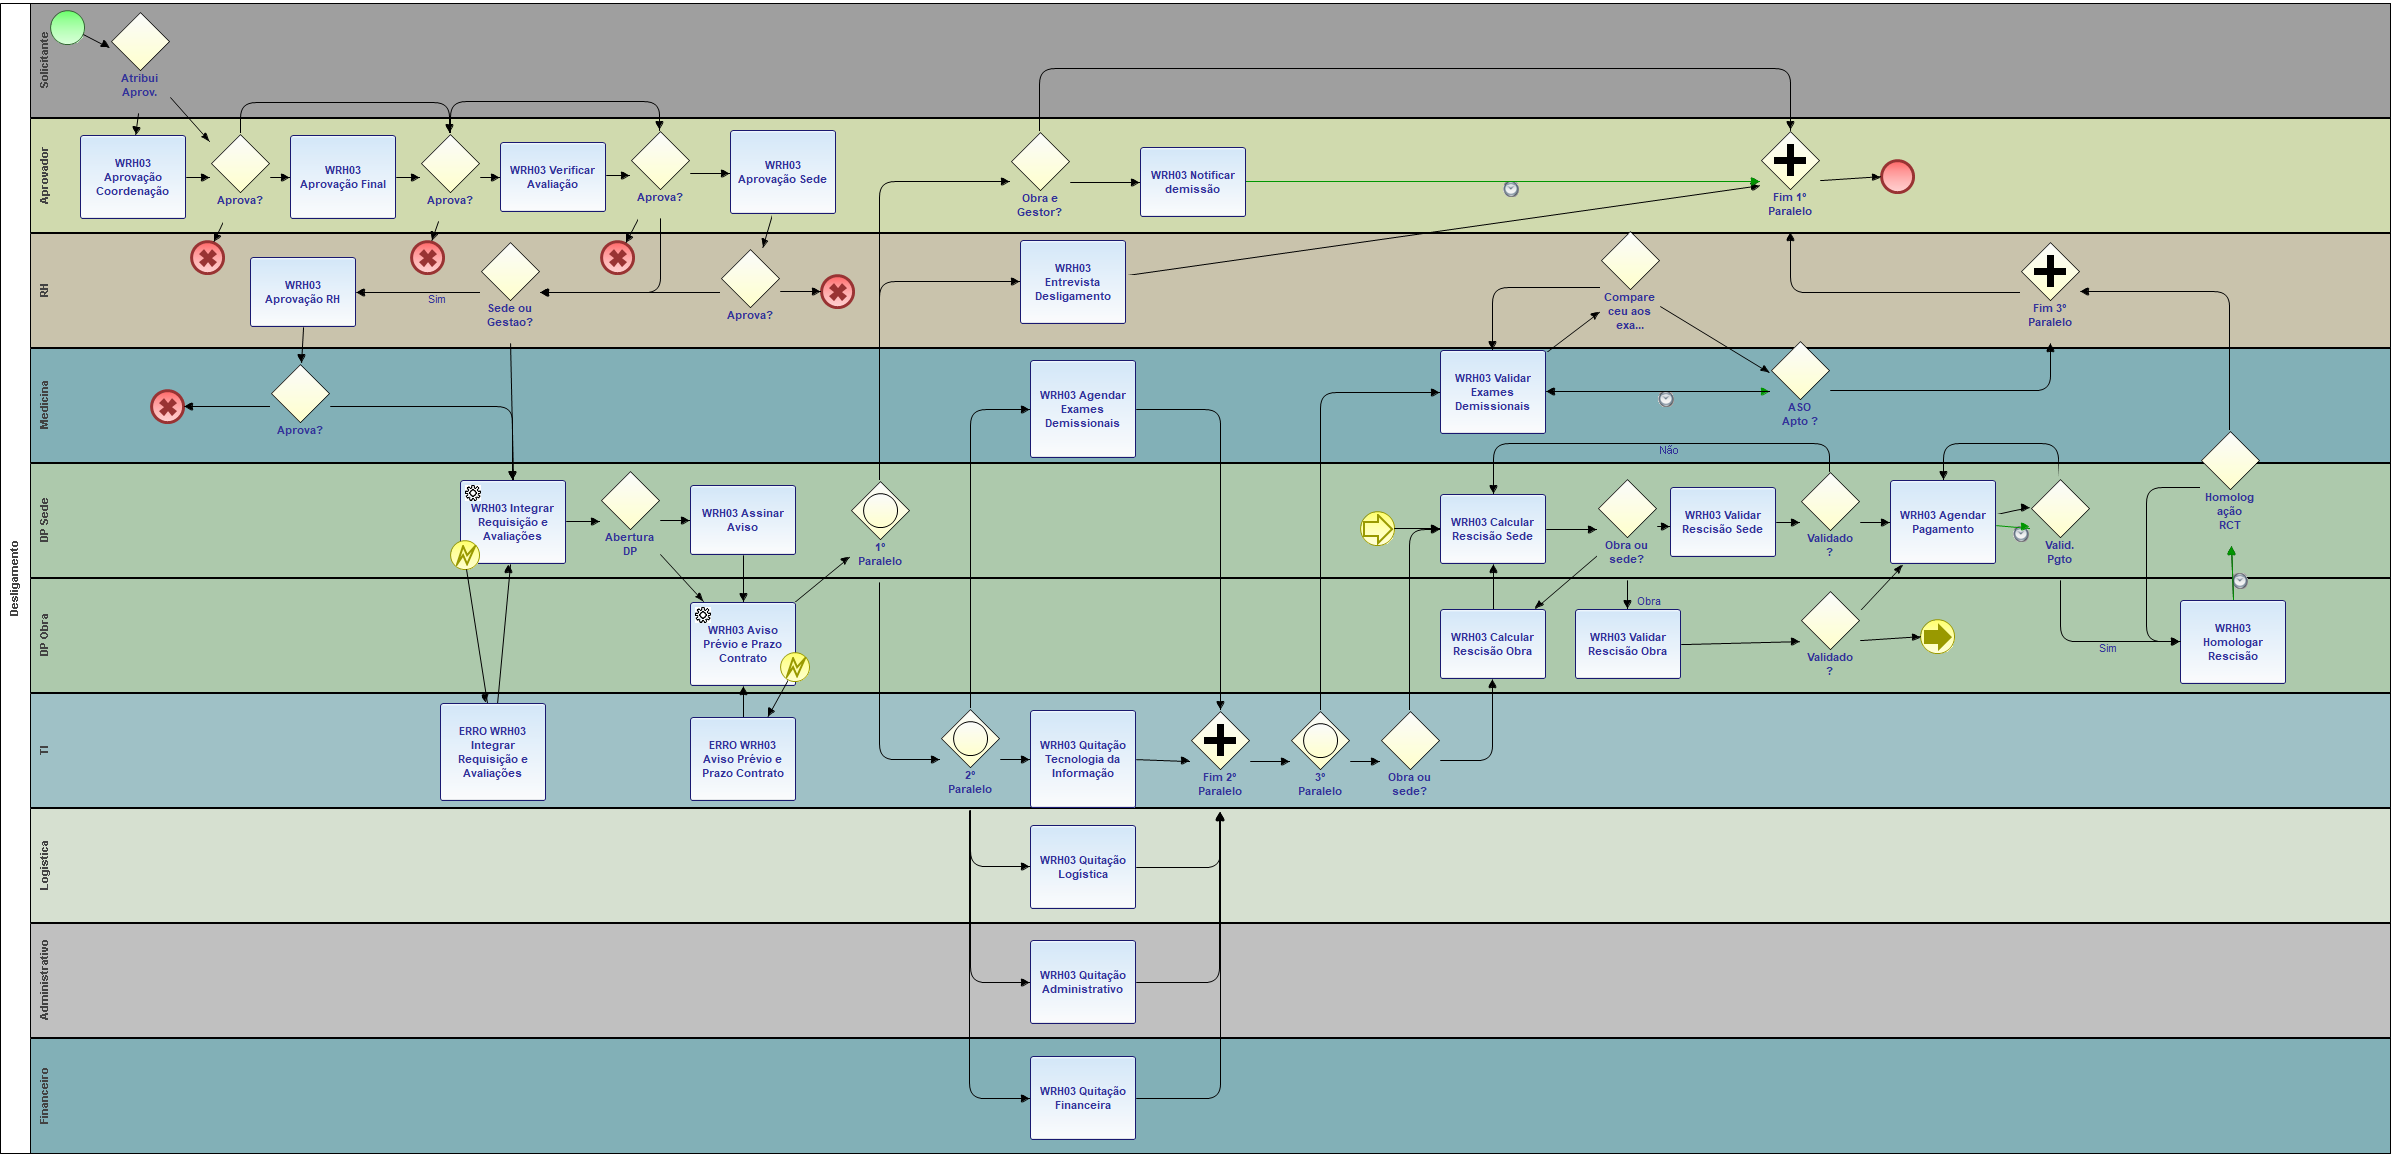 Desligamento
Solicitante
Atribui
Aprov.
Aprovador
WRH03
Aprovação
Coordenação
Aprova?
WRH03
Aprovação Final
Aprova?
WRH03 Verificar
Avaliação
Aprova?
WRH03
Aprovação Sede
Obra e
Gestor?
WRH03 Notificar
demissão
Fim 1º
Paralelo
RH
WRH03
Aprovação RH
Sim
Sede ou
Gestao?
Aprova?
WRH03
Entrevista
Desligamento
Compare
ceu aos
exa...
Fim 3º
Paralelo
Medicina
Aprova?
WRH03 Agendar
Exames
Demissionais
WRH03 Validar
Exames
Demissionais
ASO
Apto ?
DP Sede
WRH03 Integrar
Requisição e
Avaliações
Abertura
DP
WRH03 Assinar
Aviso
1º
Paralelo
WRH03 Calcular
Rescisão Sede
Não
Obra ou
sede?
WRH03 Validar
Rescisão Sede
Validado
?
WRH03 Agendar
Pagamento
Valid.
Pgto
Homolog
ação
RCT
DP Obra
WRH03 Aviso
Prévio e Prazo
Contrato
WRH03 Calcular
Rescisão Obra
Obra
WRH03 Validar
Rescisão Obra
Validado
?
Sim
WRH03
Homologar
Rescisão
TI
ERRO WRH03
Integrar
Requisição e
Avaliações
ERRO WRH03
Aviso Prévio e
Prazo Contrato
2º
Paralelo
WRH03 Quitação
Tecnologia da
Informação
Fim 2º
Paralelo
3º
Paralelo
Obra ou
sede?
Logística
WRH03 Quitação
Logística
Administrativo
WRH03 Quitação
Administrativo
Financeiro
WRH03 Quitação
Financeira